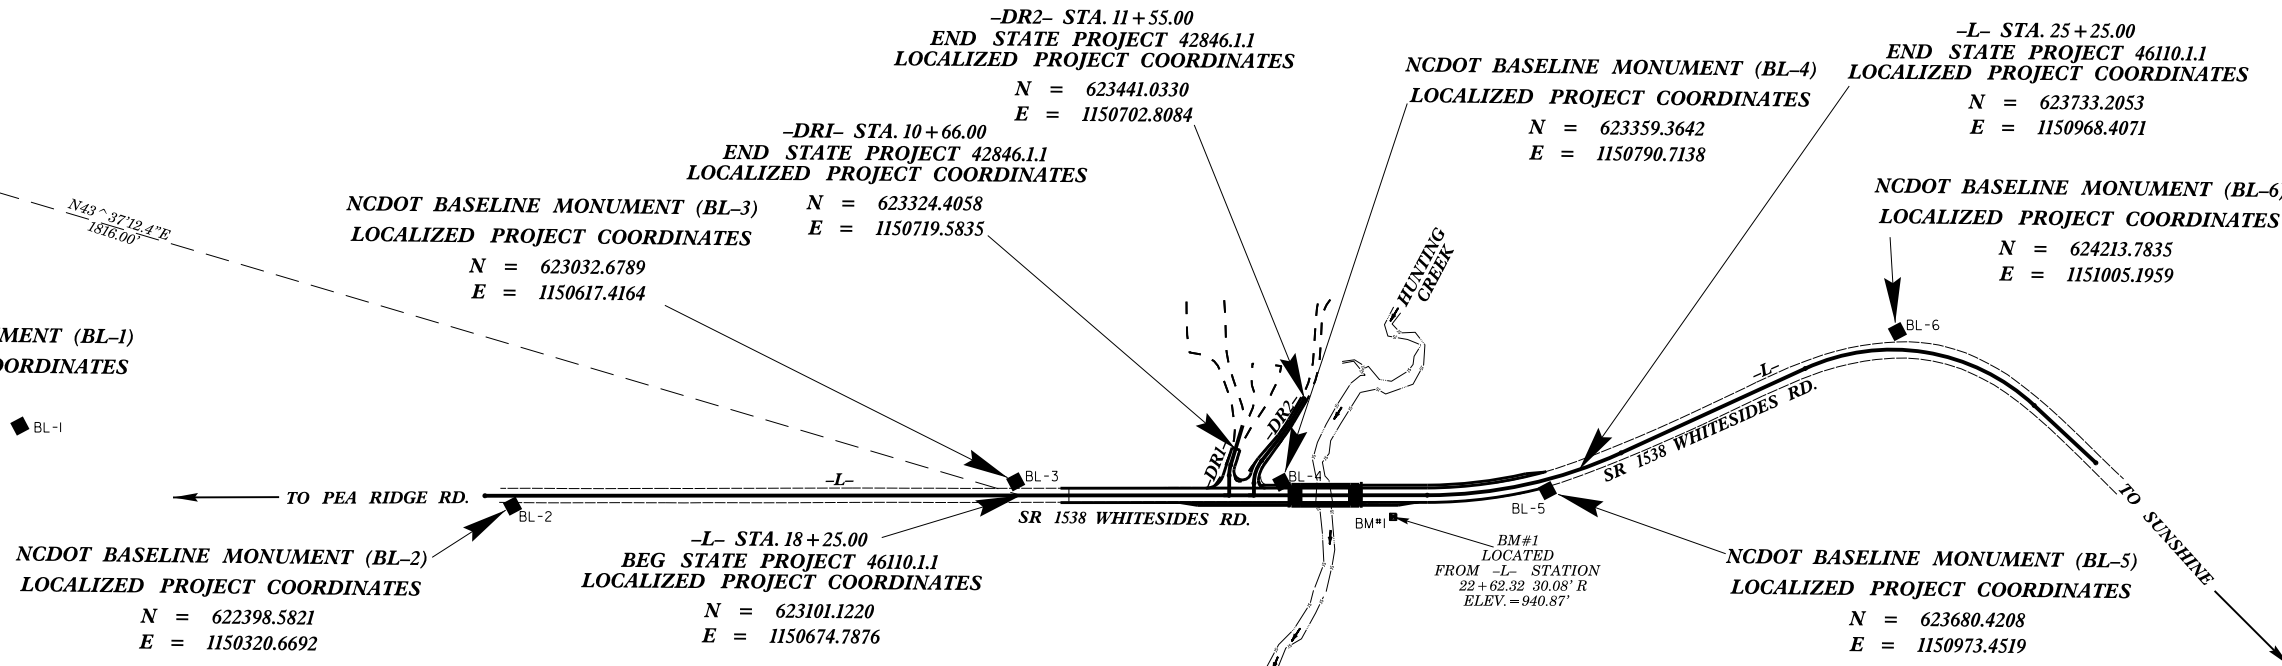 –DR2– STA. 11+55.00
END STATE PROJECT 42846.1.1
LOCALIZED PROJECT COORDINATES
N = 623441.0330
E = 1150702.8084
–L– STA. 25+25.00
END STATE PROJECT 46110.1.1
LOCALIZED PROJECT COORDINATES
N = 623733.2053
E = 1150968.4071
NCDOT BASELINE MONUMENT (BL–4)
LOCALIZED PROJECT COORDINATES
N = 623359.3642
E = 1150790.7138
–DR1– STA. 10+66.00
END STATE PROJECT 42846.1.1
LOCALIZED PROJECT COORDINATES
N = 623324.4058
E = 1150719.5835
NCDOT BASELINE MONUMENT (BL–6)
LOCALIZED PROJECT COORDINATES
N = 624213.7835
E = 1151005.1959
NCDOT BASELINE MONUMENT (BL–3)
LOCALIZED PROJECT COORDINATES
N = 623032.6789
E = 1150617.4164
N43^37'12.4"E
1816.00'
HUNTING
CREEK
MENT (BL–1)
OORDINATES
BL-1
BL-6
–L–
SR 1538 WHITESIDES RD.
–DR1–
–DR2–
BL-3
BL-4
–L–
TO PEA RIDGE RD.
BL-2
SR 1538 WHITESIDES RD.
BM#1
BL-5
TO SUNSHINE
NCDOT BASELINE MONUMENT (BL–2)
LOCALIZED PROJECT COORDINATES
N = 622398.5821
E = 1150320.6692
–L– STA. 18+25.00
BEG STATE PROJECT 46110.1.1
LOCALIZED PROJECT COORDINATES
N = 623101.1220
E = 1150674.7876
BM#1
LOCATED
FROM –L– STATION
22+62.32 30.08' R
ELEV.=940.87'
NCDOT BASELINE MONUMENT (BL–5)
LOCALIZED PROJECT COORDINATES
N = 623680.4208
E = 1150973.4519